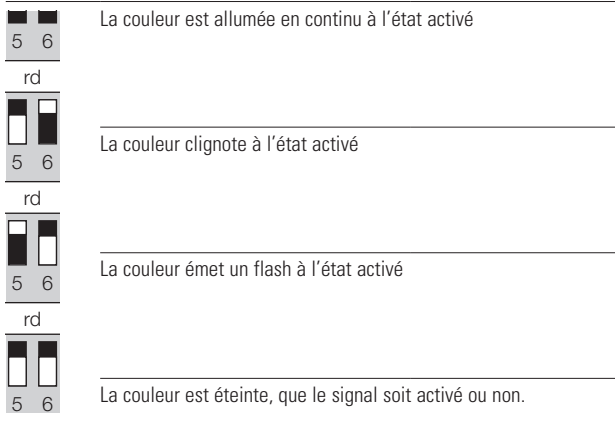 La couleur est allumée en continu à l'état activé
5 6
rd
La couleur clignote à l'état activé
5 6
rd
La couleur émet un flash à l'état activé
5 6
rd
La couleur est éteinte, que le signal soit activé ou non.
5 6